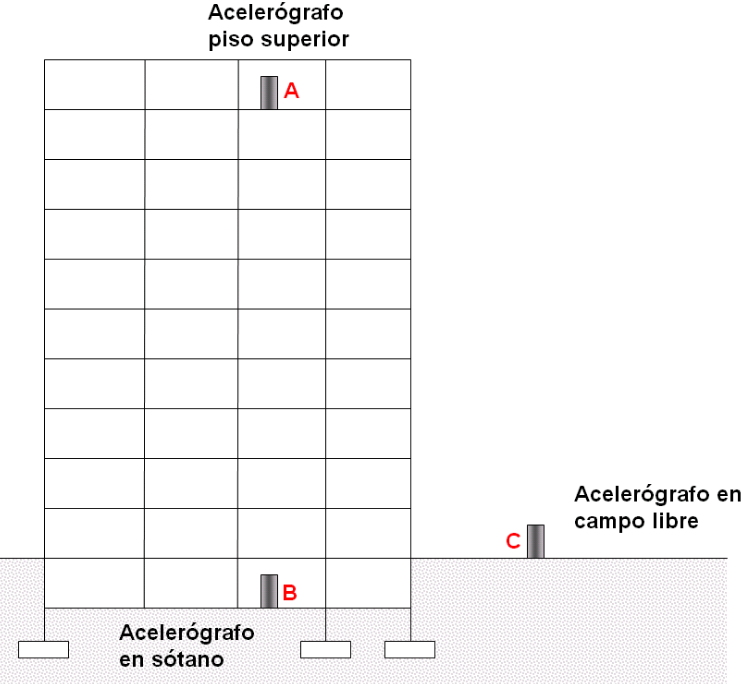 Acelerógrafo
piso superior
A
Acelerógrafo en
campo libre
C
B
Acelerógrafo
en sótano